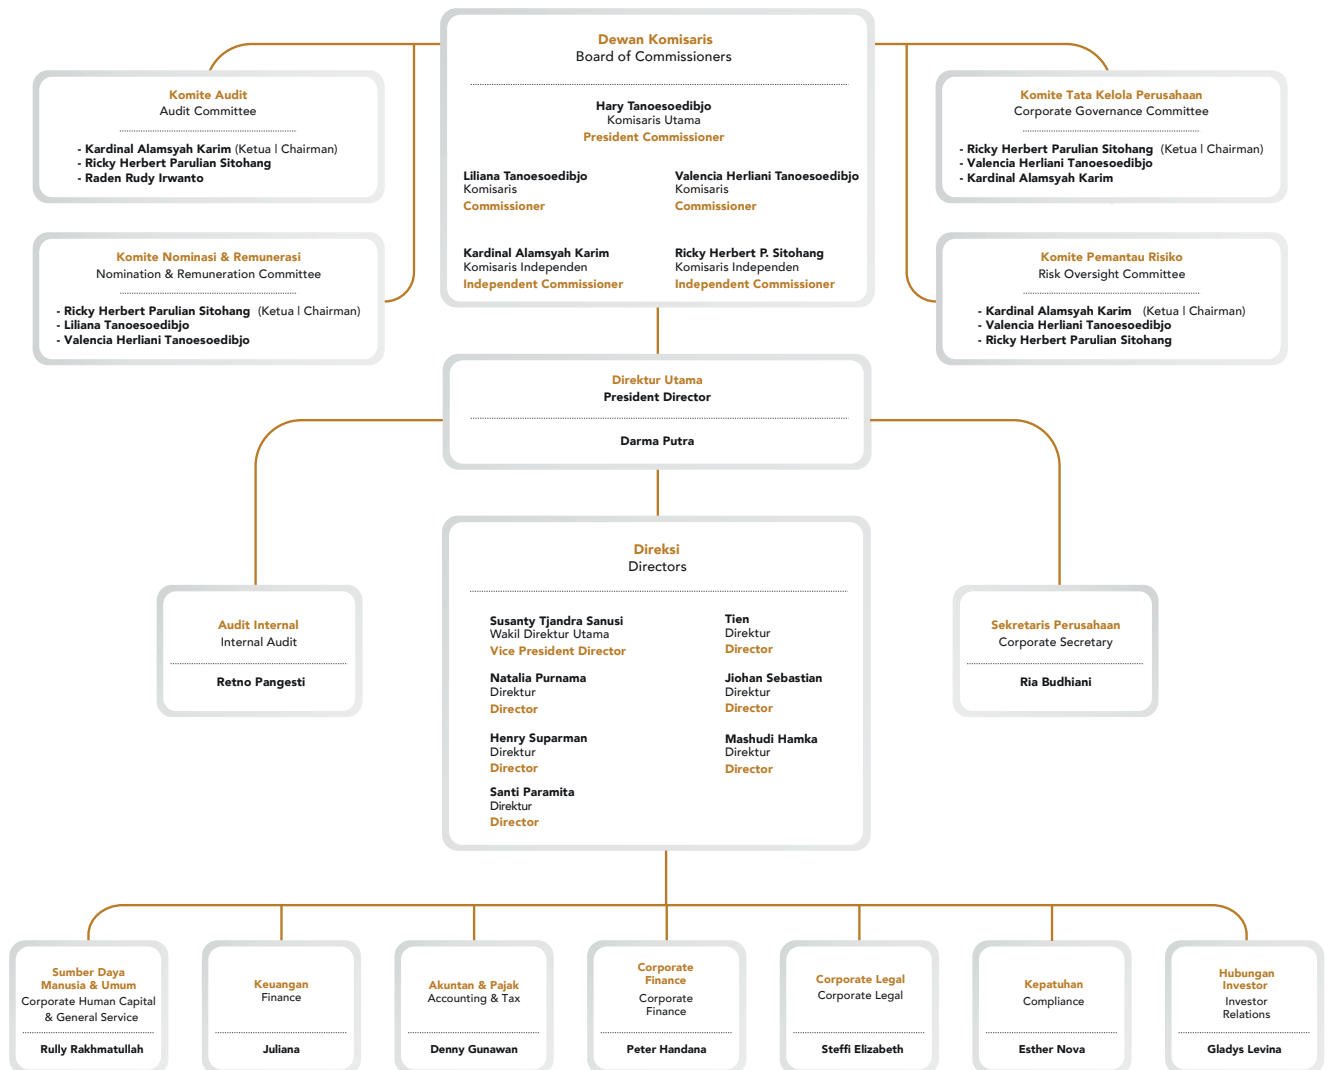 Dewan Komisaris
Board of Commissioners
Hary Tanoesoedibjo
Komisaris Utama
President Commissioner
Liliana Tanoesoedibjo
Komisaris
Commissioner
Valencia Herliani Tanoesoedibjo
Komisaris
Commissioner
Kardinal Alamsyah Karim
Komisaris Independen
Independent Commissioner
Ricky Herbert P. Sitohang
Komisaris Independen
Independent Commissioner
Komite Audit
Audit Committee
- Kardinal Alamsyah Karim (Ketua l Chairman)
- Ricky Herbert Parulian Sitohang
- Raden Rudy Irwanto
Komite Nominasi & Remunerasi
Nomination & Remuneration Committee
- Ricky Herbert Parulian Sitohang (Ketua l Chairman)
- Liliana Tanoesoedibjo
- Valencia Herliani Tanoesoedibjo
Komite Tata Kelola Perusahaan
Corporate Governance Committee
- Ricky Herbert Parulian Sitohang (Ketua l Chairman)
- Valencia Herliani Tanoesoedibjo
- Kardinal Alamsyah Karim
Komite Pemantau Risiko
Risk Oversight Committee
- Kardinal Alamsyah Karim (Ketua l Chairman)
- Valencia Herliani Tanoesoedibjo
- Ricky Herbert Parulian Sitohang
Direktur Utama
President Director
Darma Putra
Audit Internal
Internal Audit
Retno Pangesti
Sekretaris Perusahaan
Corporate Secretary
Ria Budhiani
Direksi
Directors
Susanty Tjandra Sanusi
Wakil Direktur Utama
Vice President Director
Tien
Direktur
Director
Natalia Purnama
Direktur
Director
Jiohan Sebastian
Direktur
Director
Henry Suparman
Direktur
Director
Mashudi Hamka
Direktur
Director
Santi Paramita
Direktur
Director
Sumber Daya
Manusia & Umum
Corporate Human Capital
& General Service
Rully Rakhmatullah
Keuangan
Finance
Juliana
Akuntan & Pajak
Accounting & Tax
Denny Gunawan
Corporate
Finance
Corporate
Finance
Peter Handana
Corporate Legal
Corporate Legal
Steffi Elizabeth
Kepatuhan
Compliance
Esther Nova
Hubungan
Investor
Investor
Relations
Gladys Levina